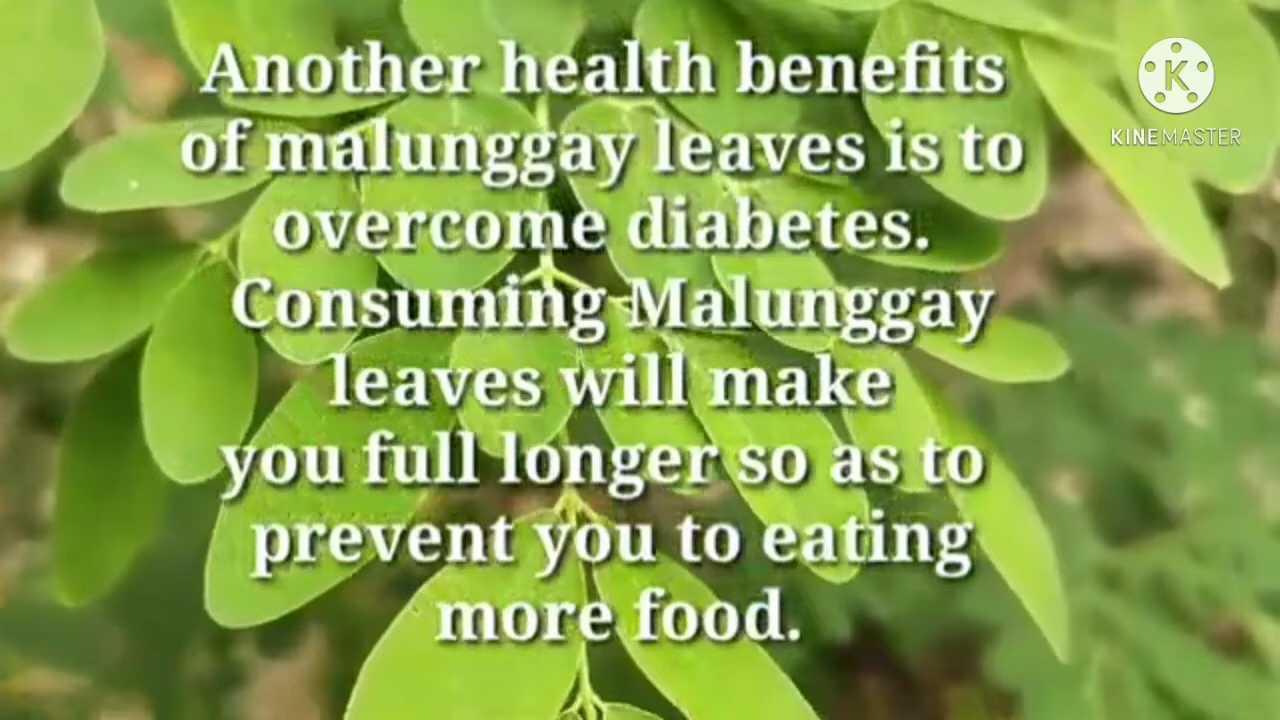 Another health benefits
of malunggay leaves is to
overcome diabetes.
Consuming Malunggay
leaves will make
you full longer so as to
prevent you to eating
more food.
K
KINEMASTER